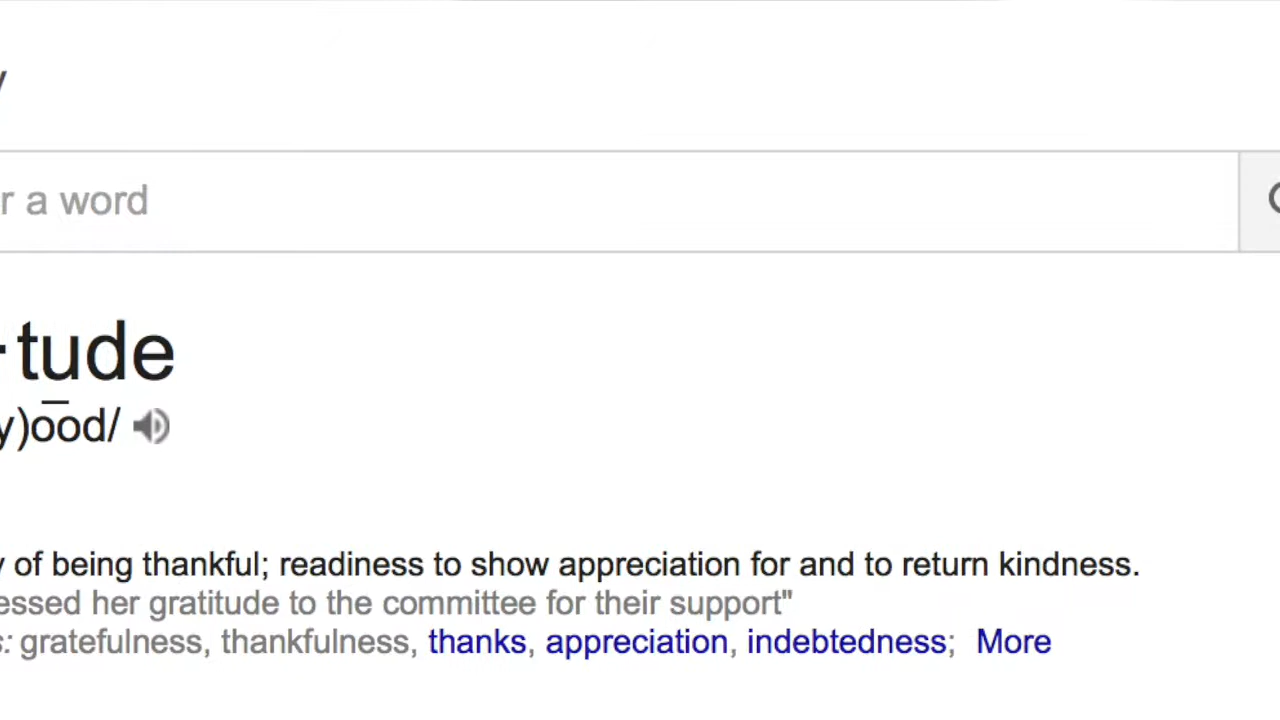 y
r a word
·tude
y)o͞od/
y of being thankful; readiness to show appreciation for and to return kindness.
essed her gratitude to the committee for their support"
s: gratefulness, thankfulness, thanks, appreciation, indebtedness; More